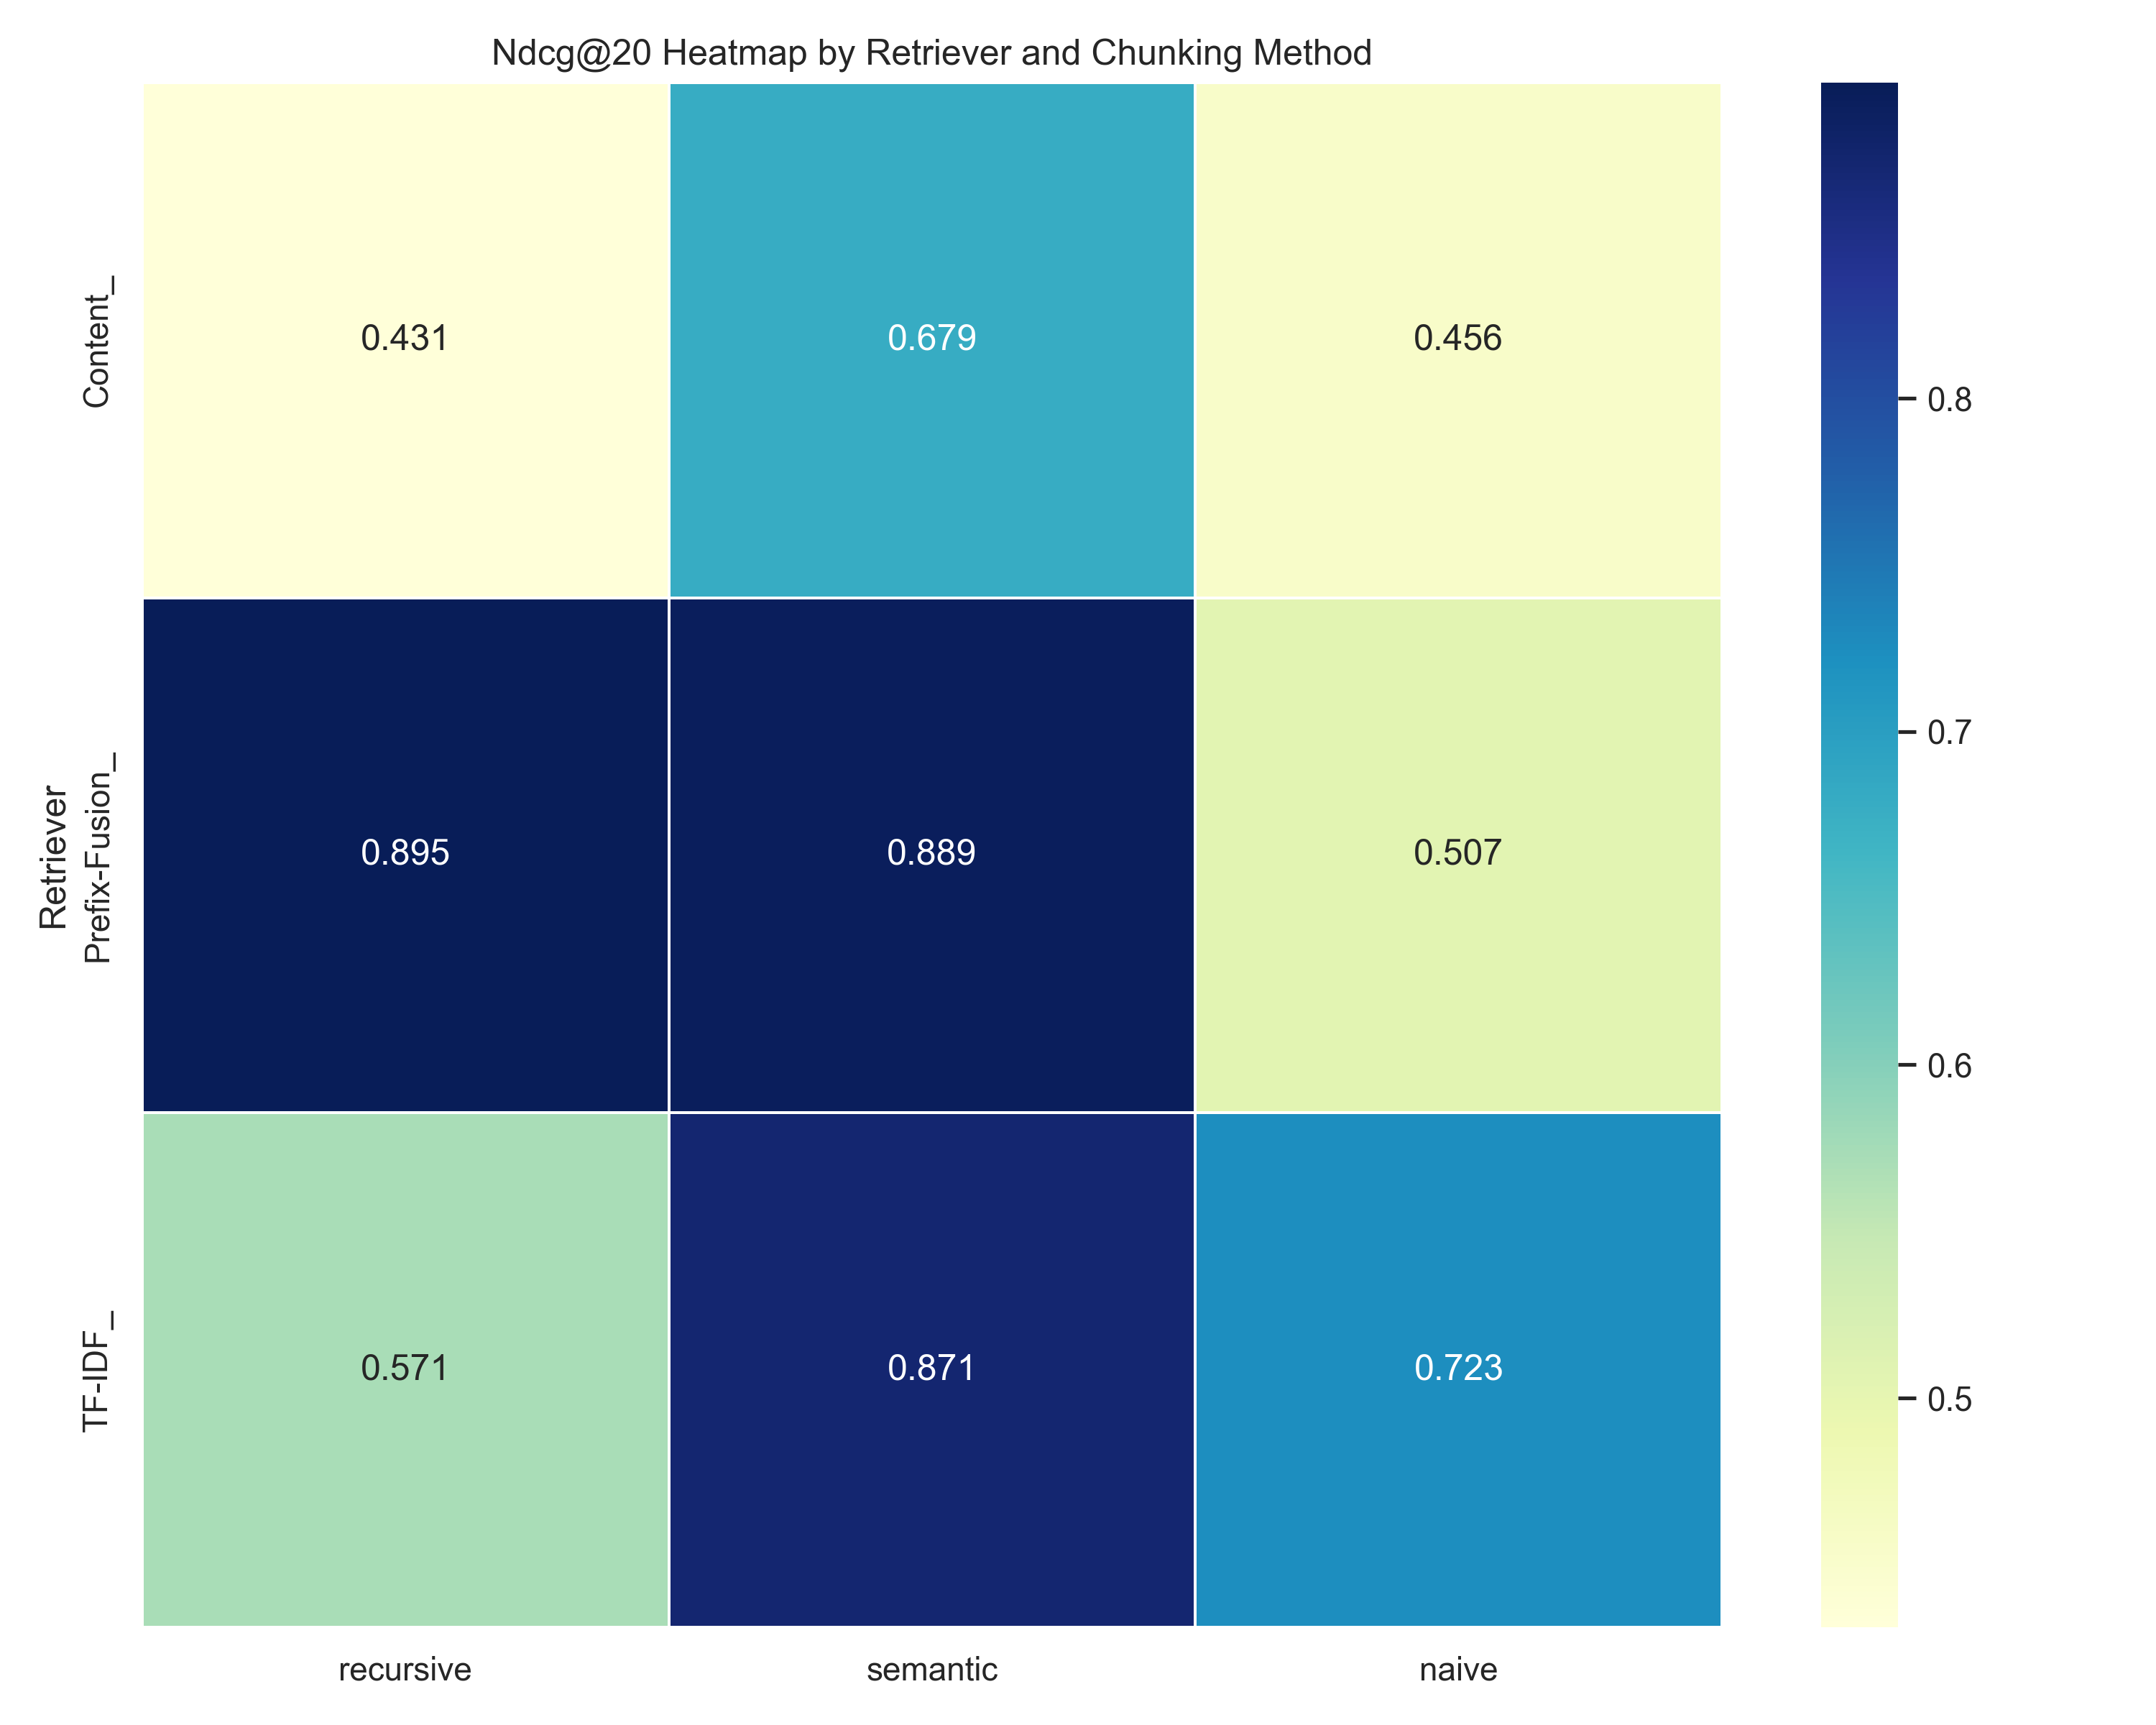 Ndcg@20 Heatmap by Retriever and Chunking Method
Retriever
Content_
0.431
0.679
0.456
Prefix-Fusion_
0.895
0.889
0.507
TF-IDF_
0.571
0.871
0.723
recursive
semantic
naive
0.8
0.7
0.6
0.5